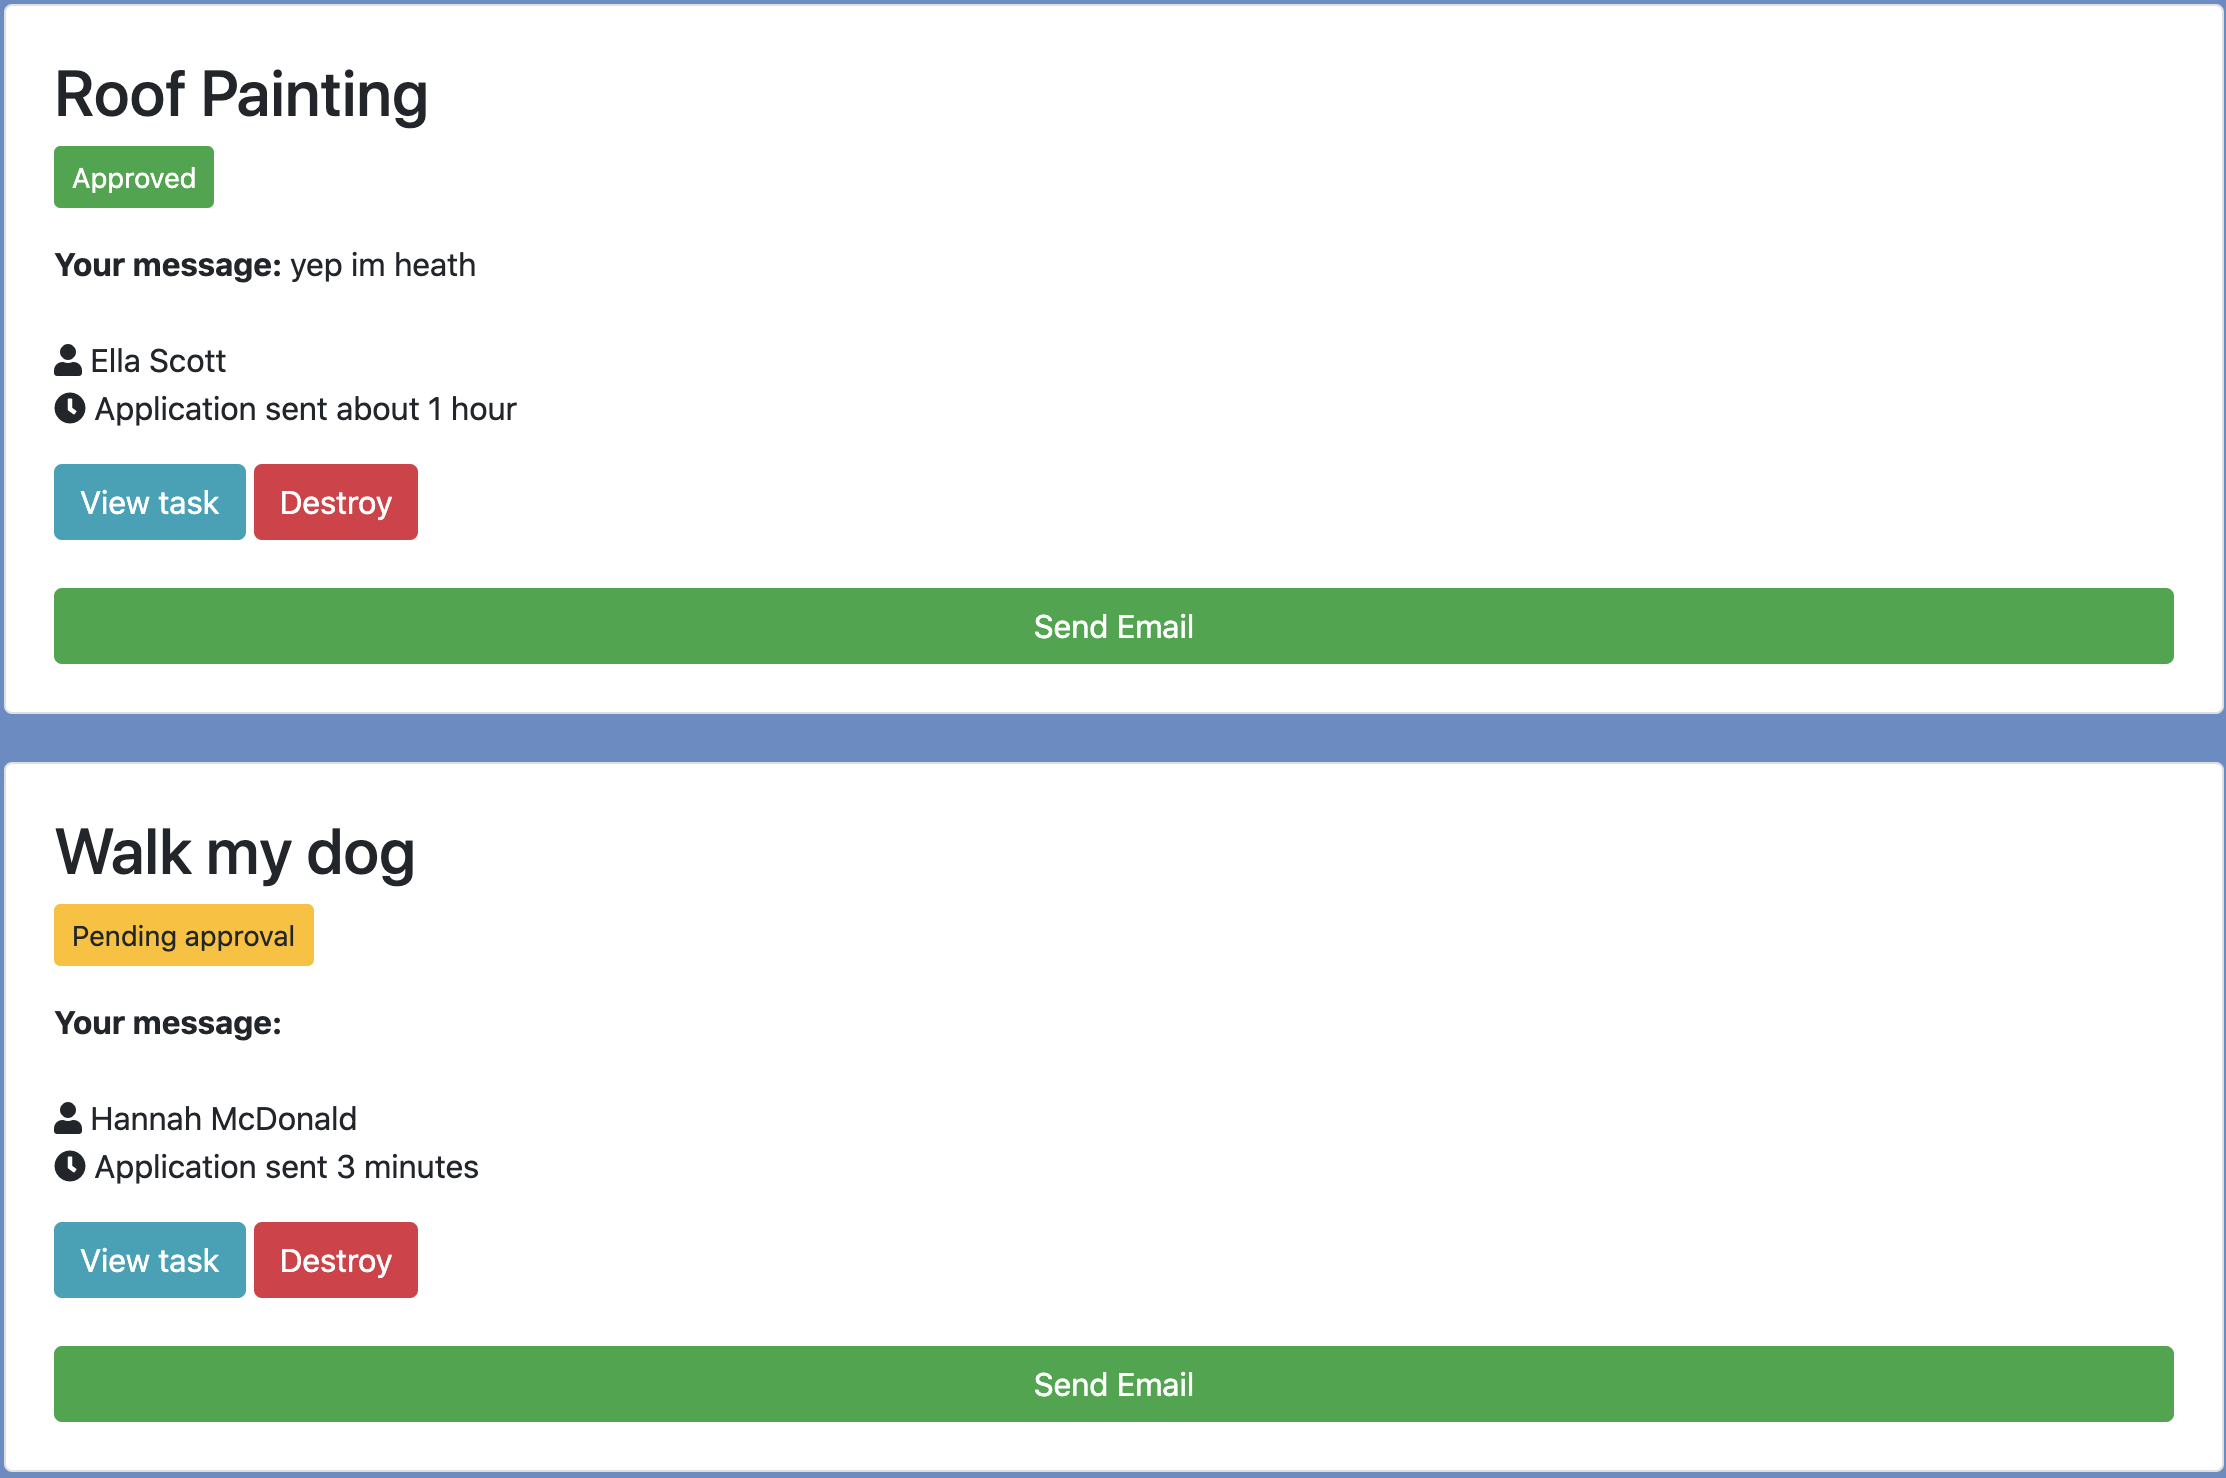 Roof Painting
Approved
Your message: yep im heath
Ella Scott
Application sent about 1 hour
View task Destroy
Send Email
Walk my dog
Pending approval
Your message:
Hannah McDonald
Application sent 3 minutes
View task Destroy
Send Email